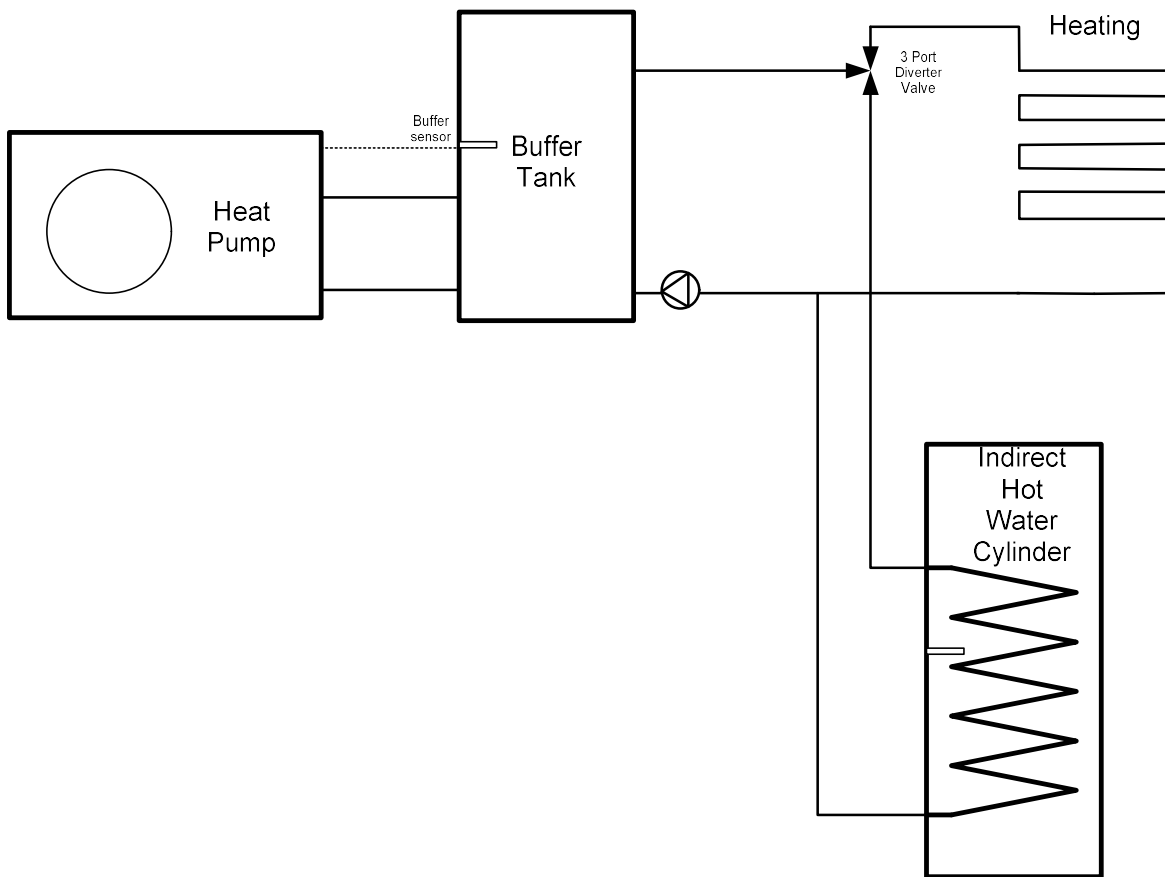 Heating
3 Port
Diverter
Valve
Buffer
sensor
Buffer
Tank
Heat
Pump
Indirect
Hot
Water
Cylinder